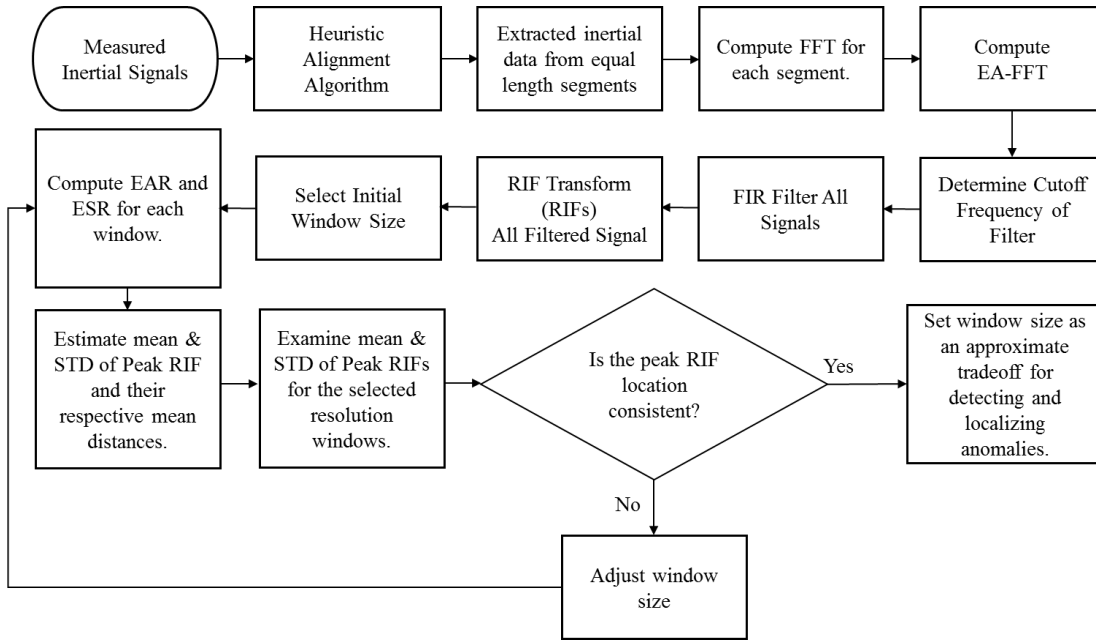 Measured
Inertial Signals
Heuristic
Alignment
Algorithm
Extracted inertial
data from equal
length segments
Compute FFT for
each segment.
Compute
EA-FFT
Determine Cutoff
Frequency of
Filter
FIR Filter All
Signals
RIF Transform
(RIFs)
All Filtered Signal
Select Initial
Window Size
Compute EAR and
ESR for each
window.
Estimate mean &
STD of Peak RIF
and their
respective mean
distances.
Examine mean &
STD of Peak RIFs
for the selected
resolution
windows.
Is the peak RIF
location
consistent?
Yes
Set window size as
an approximate
tradeoff for
detecting and
localizing
anomalies.
No
Adjust window
size